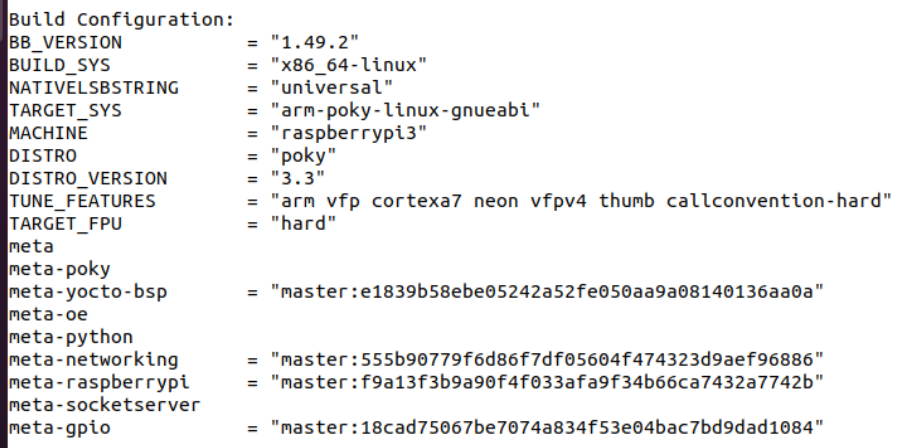 Build Configuration:
BB_VERSION = "1.49.2"
BUILD_SYS = "x86_64-linux"
NATIVELSBSTRING = "universal"
TARGET_SYS = "arm-poky-linux-gnueabi"
MACHINE = "raspberrypi3"
DISTRO = "poky"
DISTRO_VERSION = "3.3"
TUNE_FEATURES = "arm vfp cortexa7 neon vfpv4 thumb callconvention-hard"
TARGET_FPU = "hard"
meta
meta-poky
meta-yocto-bsp = "master:e1839b58ebe05242a52fe050aa9a08140136aa0a"
meta-oe
meta-python
meta-networking = "master:555b90779f6d86f7df05604f474323d9aef96886"
meta-raspberrypi = "master:f9a13f3b9a90f4f033afa9f34b66ca7432a7742b"
meta-socketserver
meta-gpio = "master:18cad75067be7074a834f53e04bac7bd9dad1084"